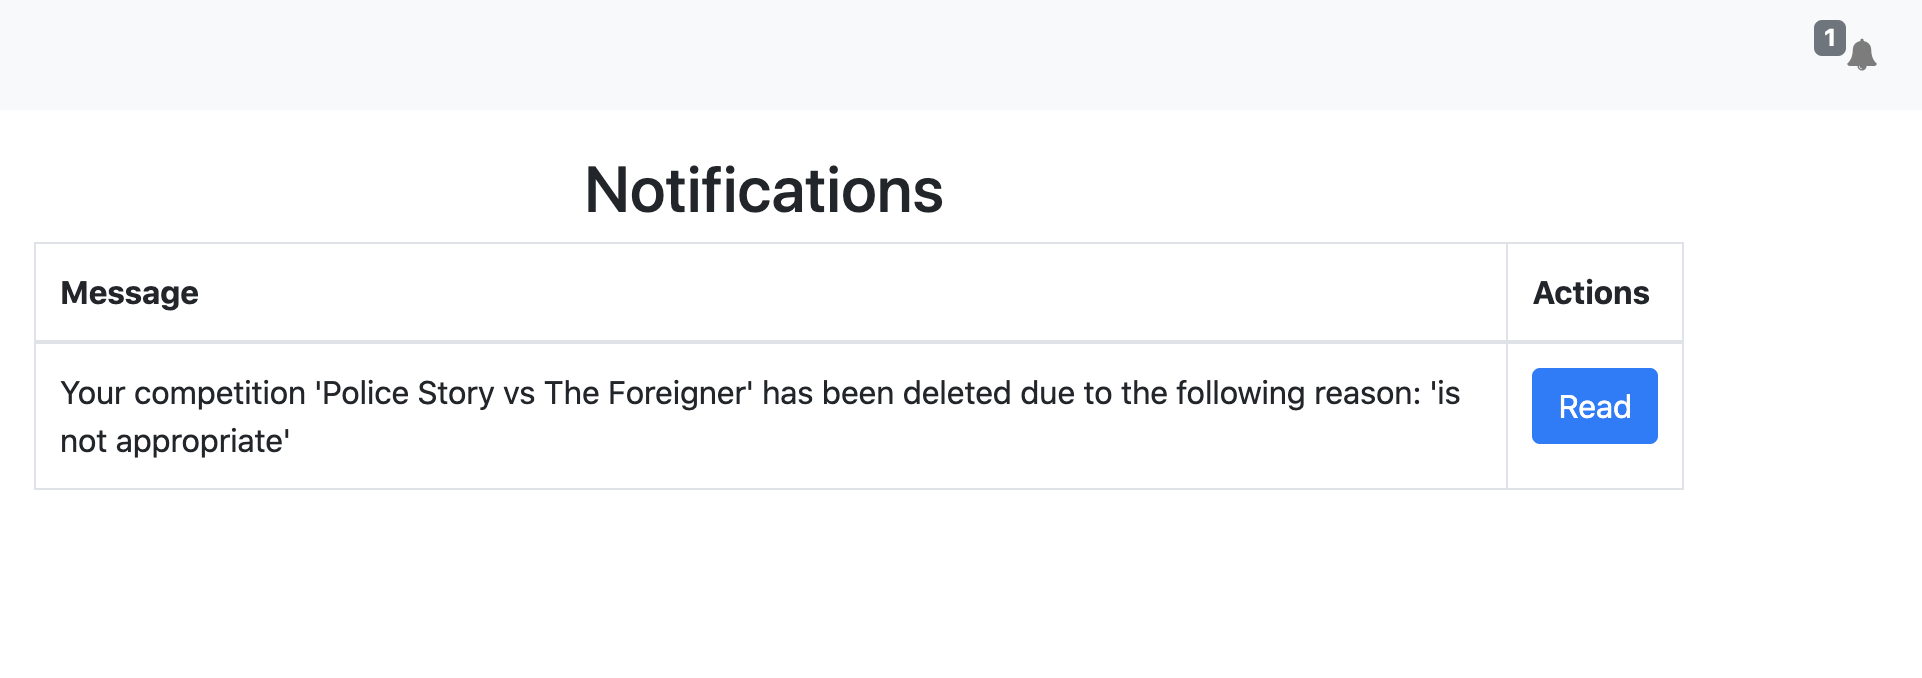 1
Notifications
Message
Actions
Your competition 'Police Story vs The Foreigner' has been deleted due to the following reason: 'is
not appropriate'
Read